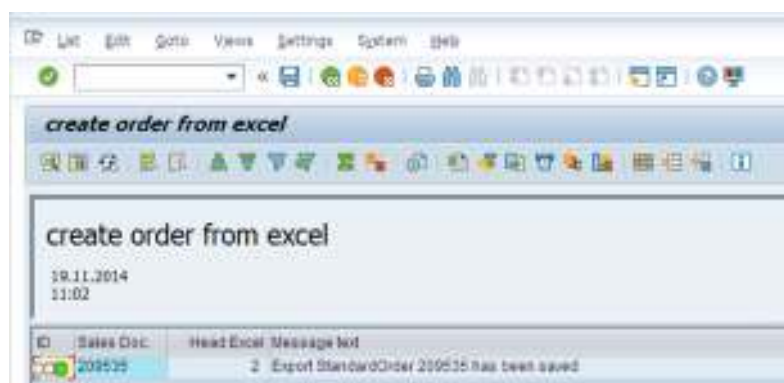 List Edit Goto Views Settings System Help
create order from excel
create order from excel
19.11.2014
11:02
ID Sales Doc. Head Excel Message text
209535 2 Export StandardOrder 209535 has been saved